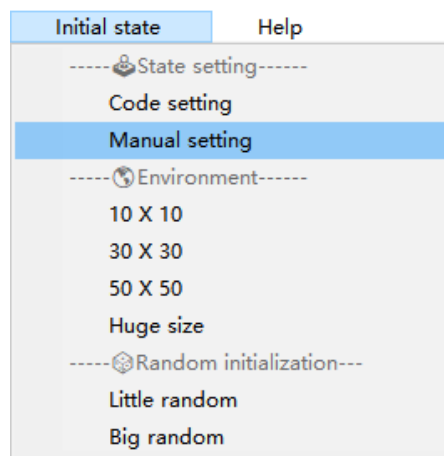 Initial state Help
-----🕹State setting------
Code setting
Manual setting
-----🌎Environment------
10 X 10
30 X 30
50 X 50
Huge size
-----🎲Random initialization---
Little random
Big random